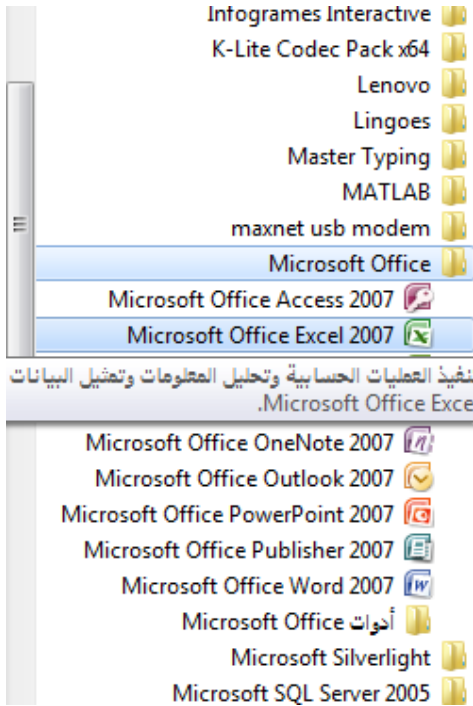 Infogrames Interactive
K-Lite Codec Pack x64
Lenovo
Lingoes
Master Typing
MATLAB
maxnet usb modem
Microsoft Office
Microsoft Office Access 2007
Microsoft Office Excel 2007
نفيذ العمليات الحسابية وتحليل المعلومات وتمثيل البيانات
Microsoft Office Exce.
Microsoft Office OneNote 2007
Microsoft Office Outlook 2007
Microsoft Office PowerPoint 2007
Microsoft Office Publisher 2007
Microsoft Office Word 2007
أدوات Microsoft Office
Microsoft Silverlight
Microsoft SQL Server 2005